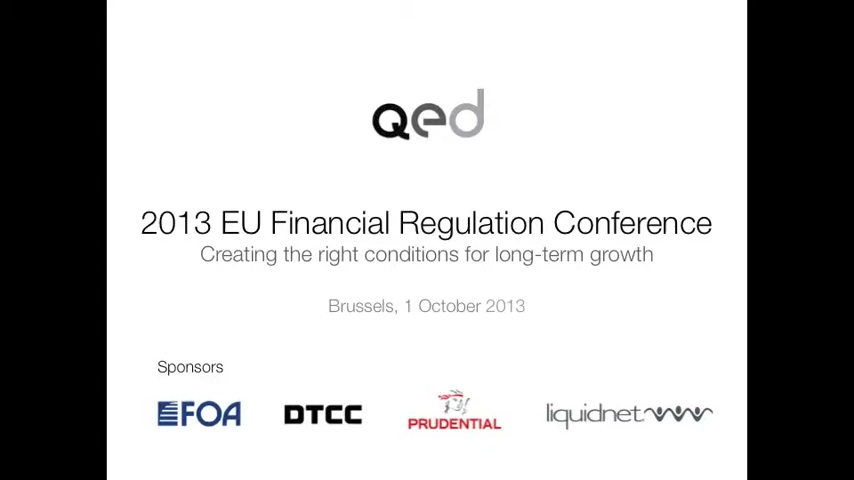 qed
2013 EU Financial Regulation Conference
Creating the right conditions for long-term growth
Brussels, 1 October 2013
Sponsors
FOA DTCC PRUDENTIAL liquidnet